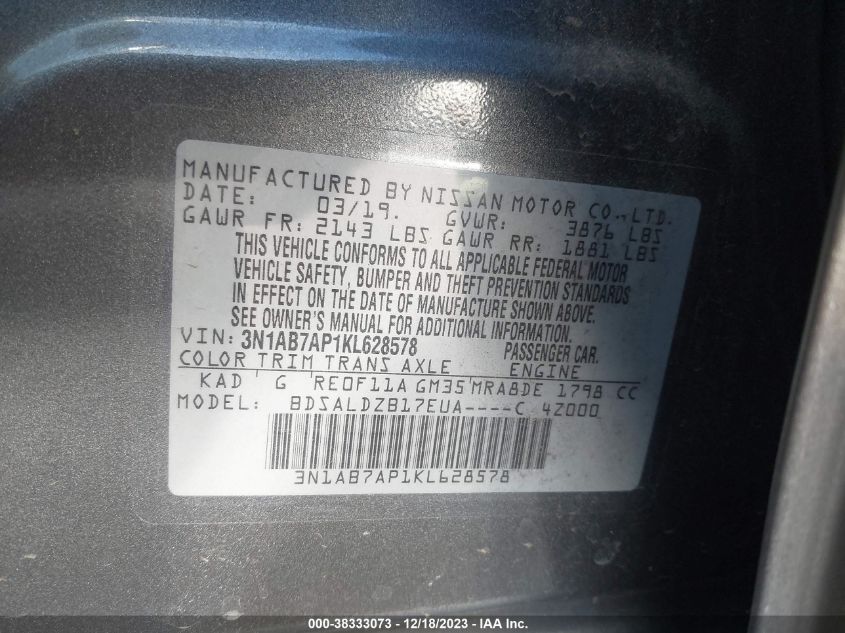 MANUFACTURED BY NISSAN MOTOR CO., LTD.
DATE: 03/19. GVWR: 3876 LBS
GAWR FR: 2143 LBS GAWR RR: 1881 LBS
THIS VEHICLE CONFORMS TO ALL APPLICABLE FEDERAL MOTOR
VEHICLE SAFETY, BUMPER AND THEFT PREVENTION STANDARDS
IN EFFECT ON THE DATE OF MANUFACTURE SHOWN ABOVE.
SEE OWNER'S MANUAL FOR ADDITIONAL INFORMATION.
VIN: 3N1AB7AP1KL628578 PASSENGER CAR.
COLOR TRIM TRANS AXLE ENGINE
KAD G RE0F11A GM35 MRA8DE 1798 CC
MODEL: BDSALDZB17EUA----C 4Z000
3N1AB7AP1KL628578
000-38333073 - 12/18/2023 - IAA Inc.